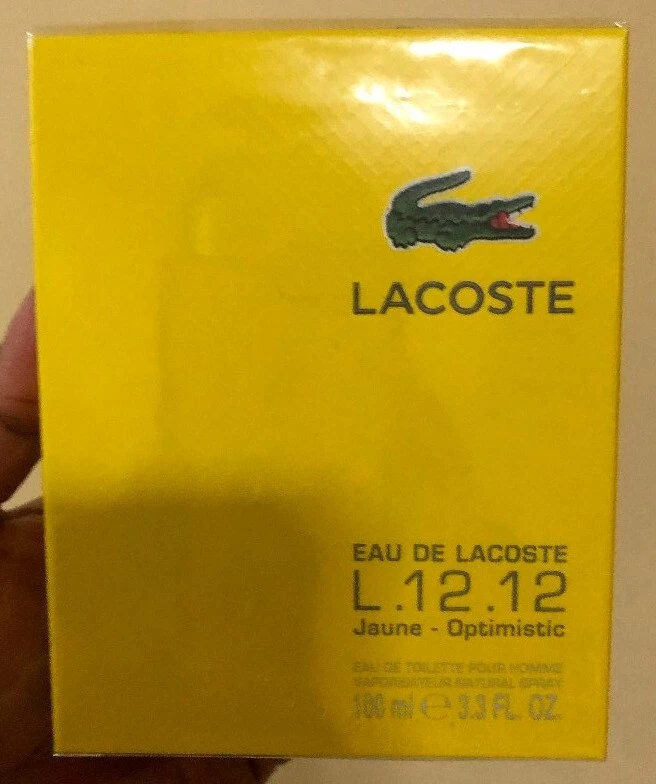 LACOSTE
EAU DE LACOSTE
L.12.12
Jaune - Optimistic
EAU DE TOILETTE POUR HOMME
VAPORISATEUR NATURAL SPRAY
100 ml e 3.3 FL. OZ.